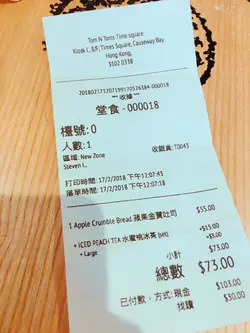 Tom N Toms Time square
Kiosk I, 8/F, Times Square, Causeway Bay
Hong Kong,
3102 0338
*** 收據 ***
堂食 -000018
檯號: 0
人數: 1
區域: New Zone
Steven L. 收銀員: T0043
打印時間: 17/2/2018 下午12:07:43
落單時間: 17/2/2018 下午12:07:18
1 Apple Crumble Bread 蘋果金寶吐司 $55.00
• ICED PEACH TEA 水蜜桃冰茶 (set) +$15.00
• Large +$3.00
小計 $73.00
總數 $73.00
已付款，方式: 現金 $103.00
找續 $30.00